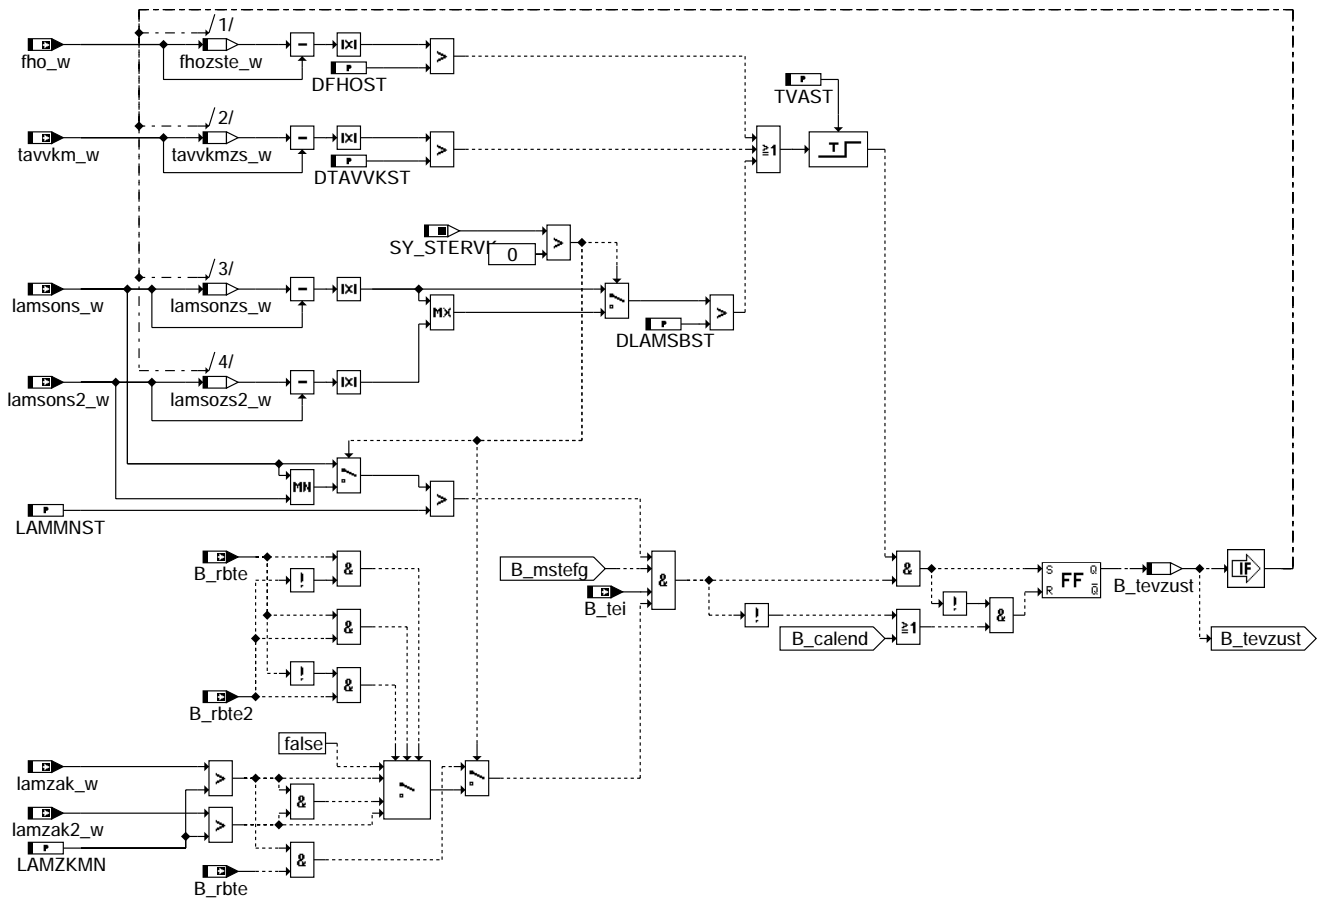 1/
fho_w
fhozste_w
-
|X|
>
P
DFHOST
P
TVAST
2/
tavvkm_w
tavvkmzs_w
-
|X|
>
P
DTAVVKST
≥1
T
SY_STERVK
0
>
3/
lamsons_w
lamsonzs_w
-
|X|
MX
>
P
DLAMSBST
4/
lamsons2_w
lamsozs2_w
-
|X|
MN
>
P
LAMMNST
B_rbte
&
!
&
!
&
B_rbte2
B_mstefg
&
B_tei
!
B_calend
≥1
&
!
&
S Q
FF
R Q
B_tevzust
IF
B_tevzust
false
lamzak_w
>
&
lamzak2_w
>
P
LAMZKMN
&
B_rbte